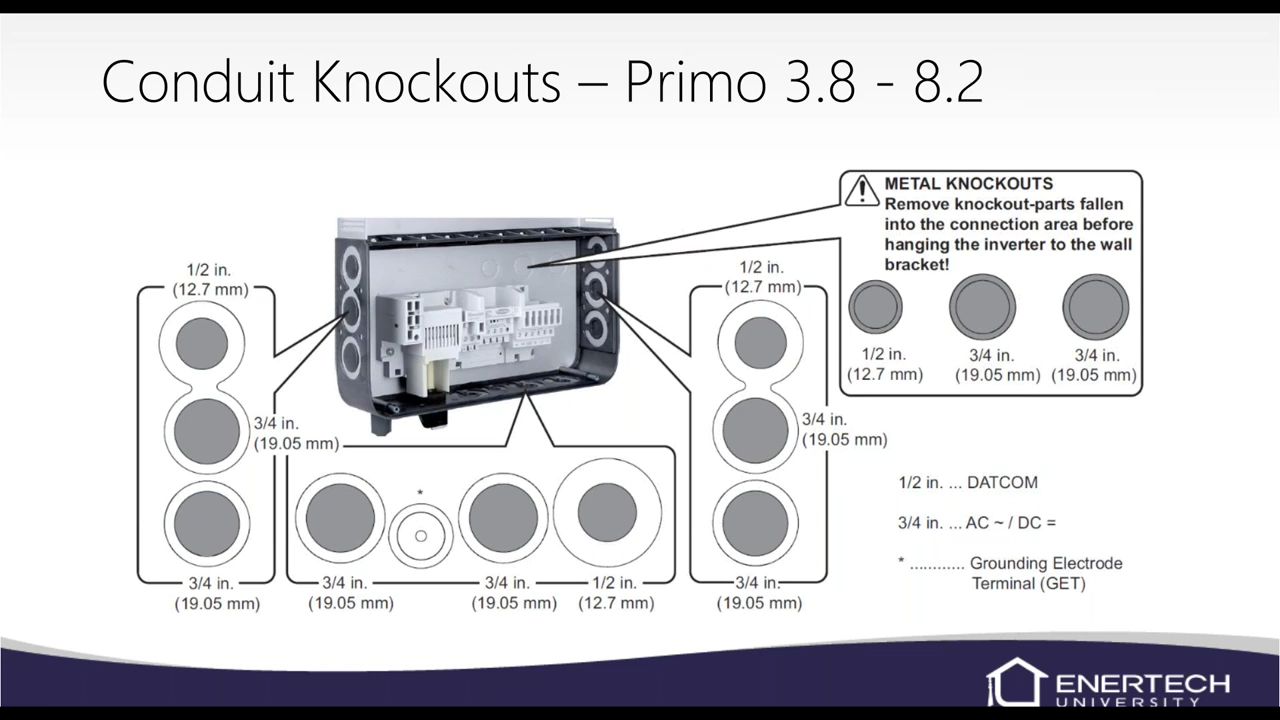 Conduit Knockouts – Primo 3.8 - 8.2
METAL KNOCKOUTS
Remove knockout-parts fallen
into the connection area before
hanging the inverter to the wall
bracket!
1/2 in.
(12.7 mm)
3/4 in.
(19.05 mm)
3/4 in.
(19.05 mm)
1/2 in.
(12.7 mm)
3/4 in.
(19.05 mm)
3/4 in.
(19.05 mm)
*
3/4 in.
(19.05 mm)
3/4 in.
(19.05 mm)
1/2 in.
(12.7 mm)
1/2 in.
(12.7 mm)
3/4 in.
(19.05 mm)
3/4 in.
(19.05 mm)
1/2 in. ... DATCOM
3/4 in. ... AC ~ / DC =
* ............ Grounding Electrode
Terminal (GET)
ENERTECH
UNIVERSITY